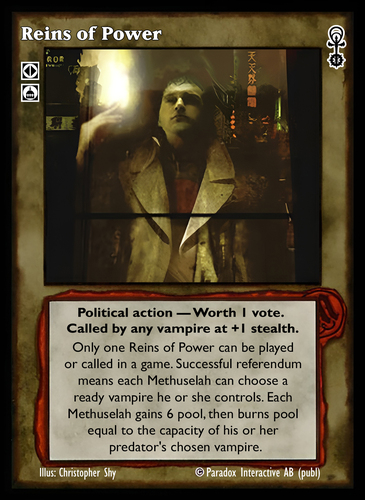 Reins of Power
Political action — Worth 1 vote.
Called by any vampire at +1 stealth.
Only one Reins of Power can be played
or called in a game. Successful referendum
means each Methuselah can choose a
ready vampire he or she controls. Each
Methuselah gains 6 pool, then burns pool
equal to the capacity of his or her
predator's chosen vampire.
Illus: Christopher Shy © Paradox Interactive AB (publ)